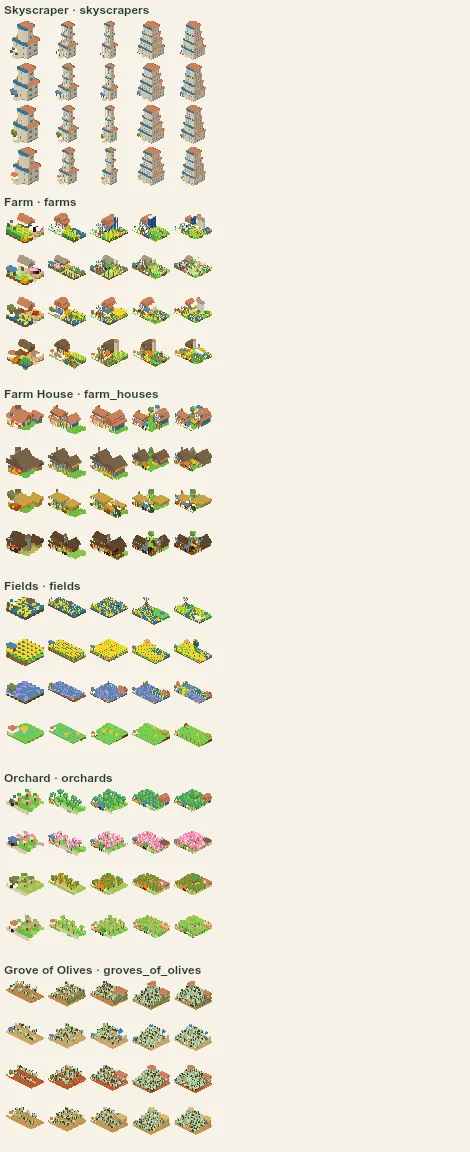 Skyscraper · skyscrapers
Farm · farms
Farm House · farm_houses
Fields · fields
Orchard · orchards
Grove of Olives · groves_of_olives